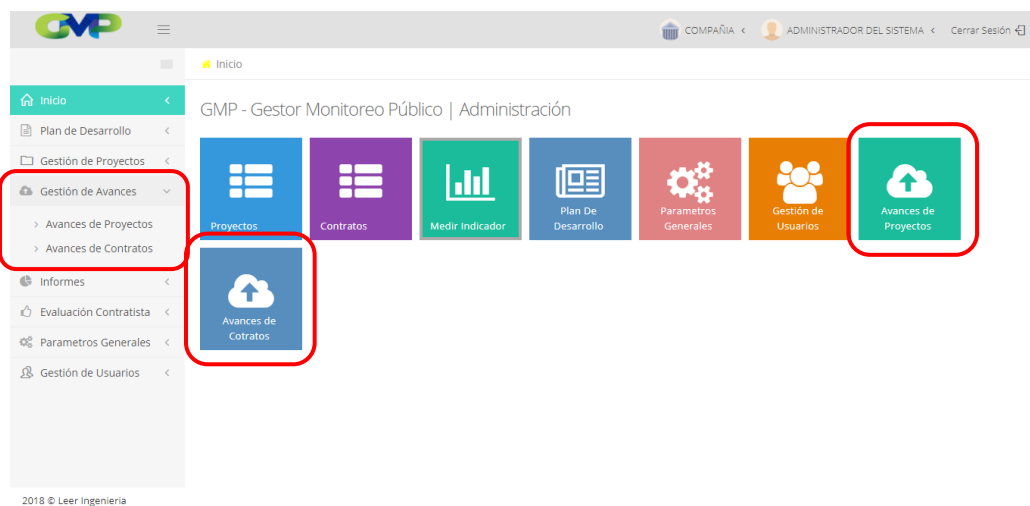 GMP
COMPAÑIA
ADMINISTRADOR DEL SISTEMA
Cerrar Sesión
Inicio
Inicio
Plan de Desarrollo
Gestión de Proyectos
Gestión de Avances
Avances de Proyectos
Avances de Contratos
Informes
Evaluación Contratista
Parametros Generales
Gestión de Usuarios
2018 © Leer Ingenieria
GMP - Gestor Monitoreo Público | Administración
Proyectos
Contratos
Medir Indicador
Plan De
Desarrollo
Parametros
Generales
Gestión de
Usuarios
Avances de
Proyectos
Avances de
Cotratos